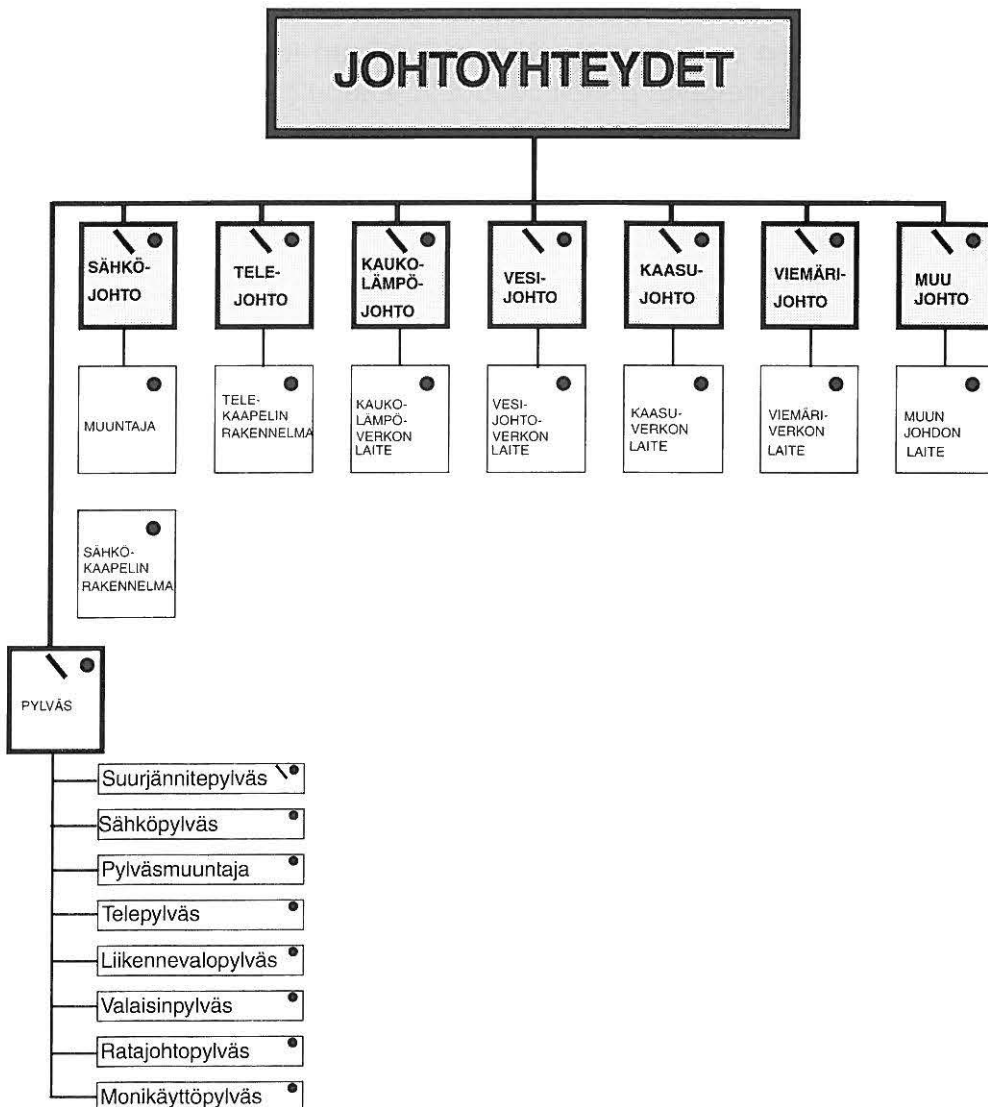 JOHTOYHTEYDET
SÄHKÖ-
JOHTO
TELE-
JOHTO
KAUKO-
LÄMPÖ-
JOHTO
VESI-
JOHTO
KAASU-
JOHTO
VIEMÄRI-
JOHTO
MUU
JOHTO
MUUNTAJA
TELE-
KAAPELIN
RAKENNELMA
KAUKO-
LÄMPÖ-
VERKON
LAITE
VESI-
JOHTO-
VERKON
LAITE
KAASU-
VERKON
LAITE
VIEMÄRI-
VERKON
LAITE
MUUN
JOHDON
LAITE
SÄHKÖ-
KAAPELIN
RAKENNELMA
PYLVÄS
Suurjännitepylväs
Sähköpylväs
Pylväsmuuntaja
Telepylväs
Liikennevalopylväs
Valaisinpylväs
Ratajohtopylväs
Monikäyttöpylväs